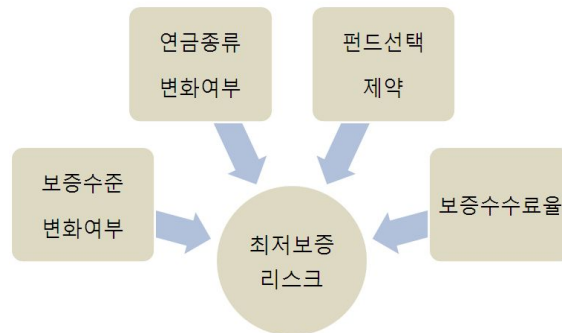 연금종류
변화여부
펀드선택
제약
보증수준
변화여부
보증수수료율
최저보증
리스크